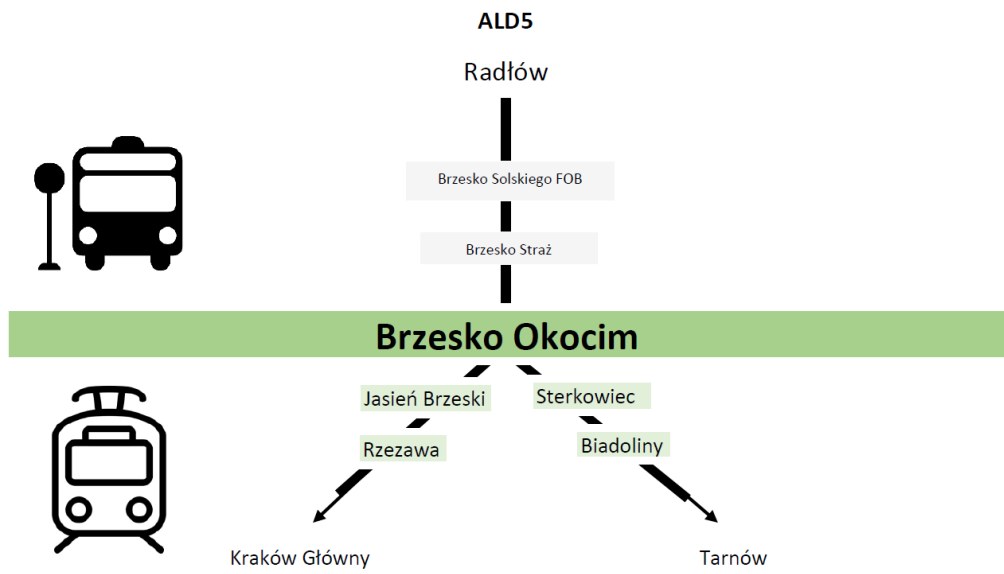 ALD5
Radłów
Brzesko Solskiego FOB
Brzesko Straż
Brzesko Okocim
Jasień Brzeski
Sterkowiec
Rzezawa
Biadoliny
Kraków Główny
Tarnów